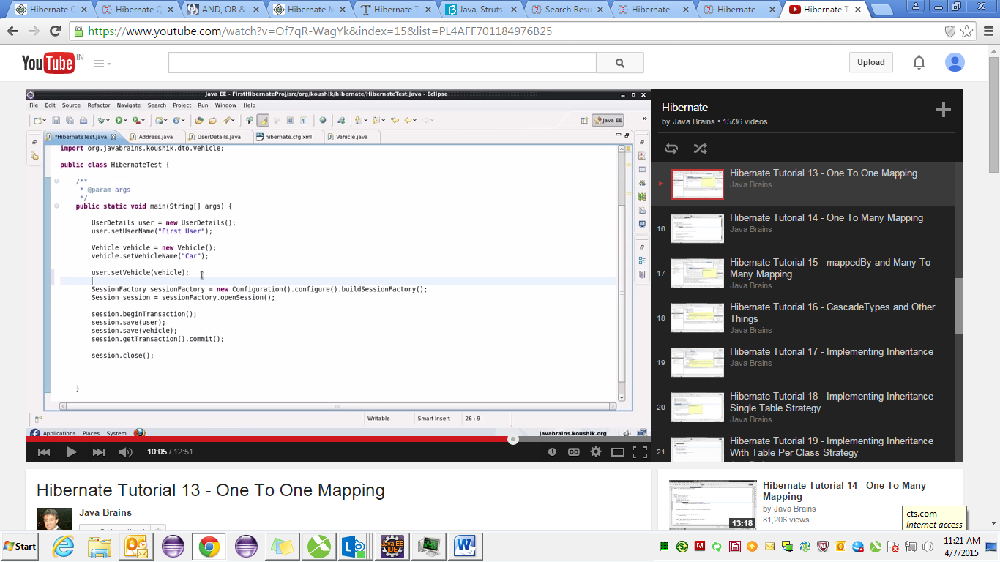 Hibernate Q
Hibernate Q
AND, OR &
Hibernate M
Hibernate T
Java, Struts
Search Resu
Hibernate –
Hibernate –
Hibernate T
https://www.youtube.com/watch?v=Of7qR-WagYk&index=15&list=PL4AFF701184976B25
YouTube IN
Upload
Java EE - FirstHibernateProj/src/org/koushik/hibernate/HibernateTest.java - Eclipse
File Edit Source Refactor Navigate Search Project Run Window Help
Java EE
*HibernateTest.java Address.java UserDetails.java hibernate.cfg.xml Vehicle.java
import org.javabrains.koushik.dto.Vehicle;
public class HibernateTest {
/**
* @param args
*/
public static void main(String[] args) {
UserDetails user = new UserDetails();
user.setUserName("First User");
Vehicle vehicle = new Vehicle();
vehicle.setVehicleName("Car");
user.setVehicle(vehicle);
SessionFactory sessionFactory = new Configuration().configure().buildSessionFactory();
Session session = sessionFactory.openSession();
session.beginTransaction();
session.save(user);
session.save(vehicle);
session.getTransaction().commit();
session.close();
}
Writable Smart Insert 26 : 9
Applications Places System javabrains.koushik.org
10:05
CC
Hibernate
by Java Brains • 15/36 videos
Hibernate Tutorial 13 - One To One Mapping
Java Brains
16
Hibernate Tutorial 14 - One To Many Mapping
Java Brains
17
Hibernate Tutorial 15 - mappedBy and Many To
Many Mapping
Java Brains
18
Hibernate Tutorial 16 - CascadeTypes and Other
Things
Java Brains
19
Hibernate Tutorial 17 - Implementing Inheritance
Java Brains
20
Hibernate Tutorial 18 - Implementing Inheritance -
Single Table Strategy
Java Brains
21
Hibernate Tutorial 19 - Implementing Inheritance
With Table Per Class Strategy
Hibernate Tutorial 13 - One To One Mapping
Java Brains
Hibernate Tutorial 14 - One To Many
Mapping
by Java Brains
81,206 views
13:18
cts.com
Internet access
Start
Java EE
IDE
11:21 AM
4/7/2015